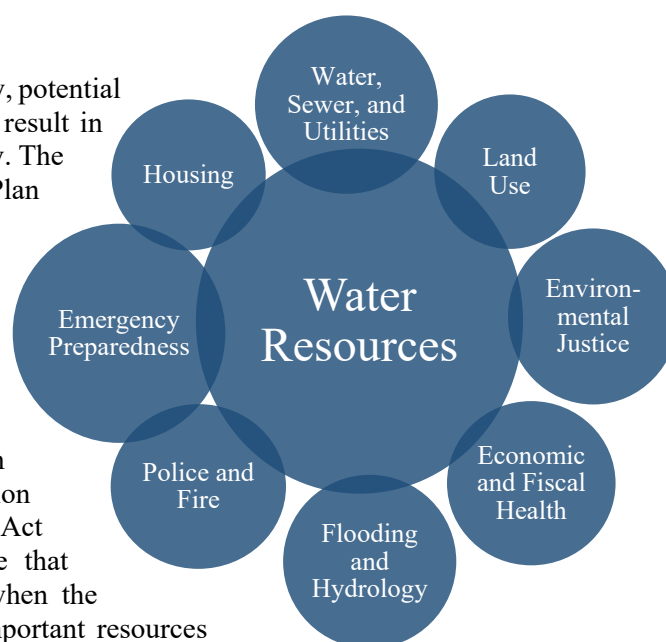 , potential
result in
. The
Plan
on
Act
that
when the
important resources
Water,
Sewer, and
Utilities
Land
Use
Environ-
mental
Justice
Economic
and Fiscal
Health
Flooding
and
Hydrology
Police and
Fire
Emergency
Preparedness
Housing
Water
Resources